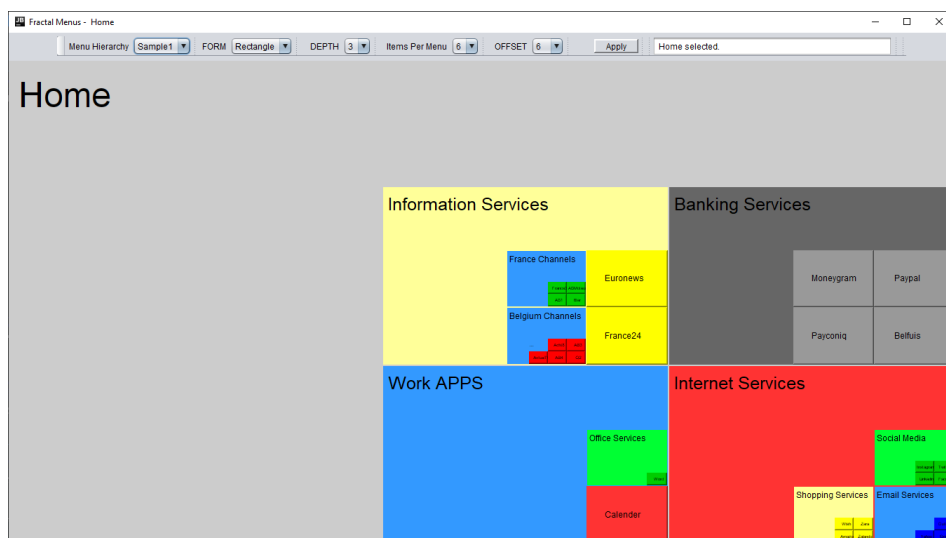 Fractal Menus - Home
Menu Hierarchy Sample1 FORM Rectangle DEPTH 3 Items Per Menu 6 OFFSET 6 Apply Home selected.
Home
Information Services
France Channels
Euronews
Belgium Channels
France24
Banking Services
Moneygram
Paypal
Payconiq
Belfuis
Work APPS
Office Services
Calender
Internet Services
Social Media
Shopping Services
Email Services